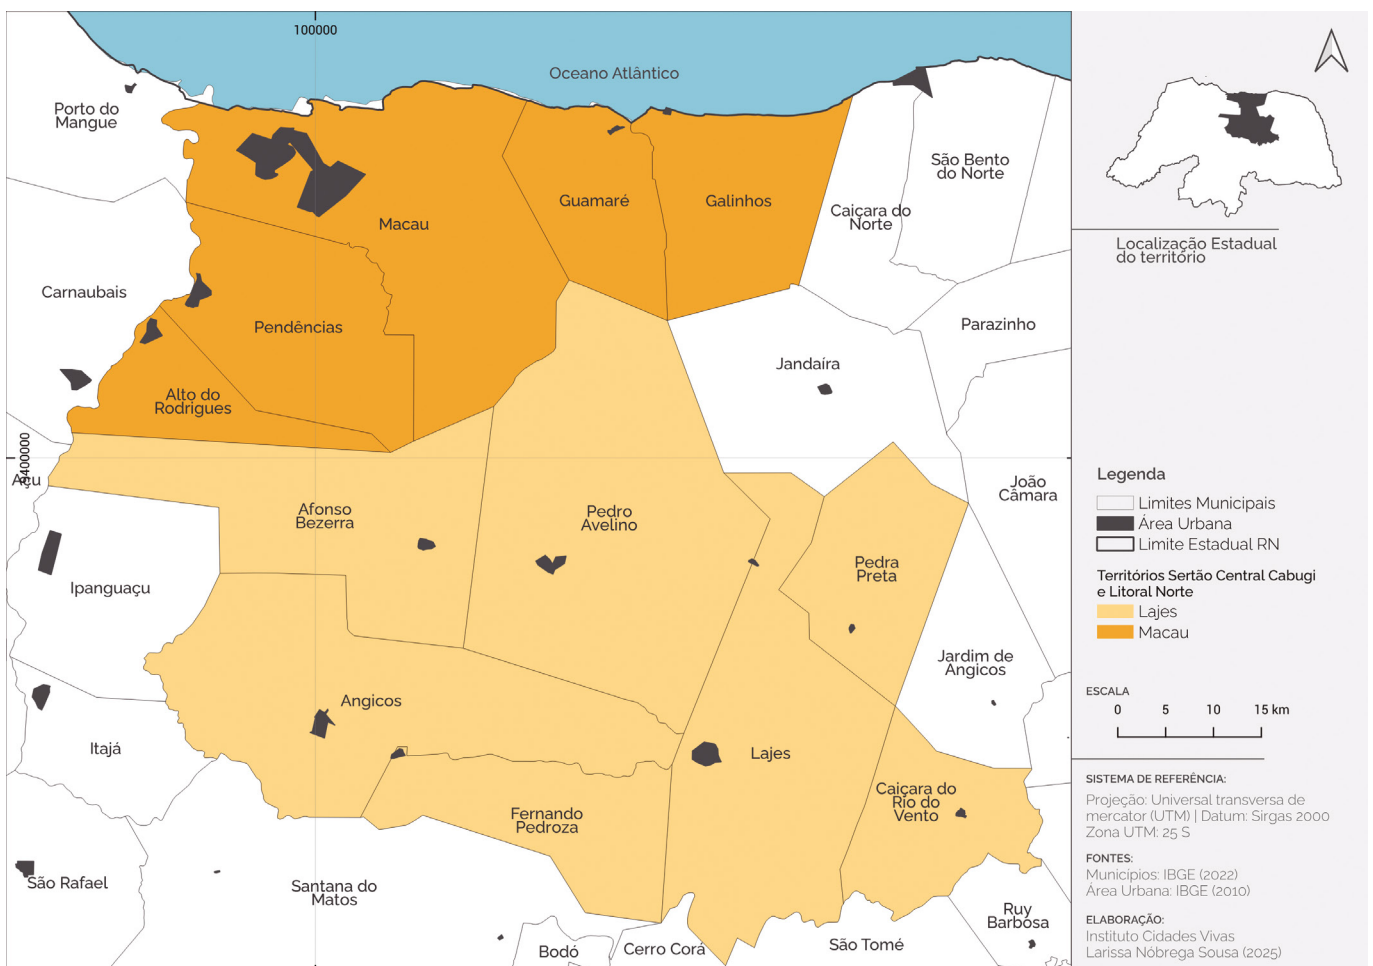 100000
Oceano Atlântico
Porto do
Mangue
São Bento
do Norte
Guamaré
Galinhos
Caiçara do
Norte
Macau
Carnaubais
Pendências
Parazinho
Jandaíra
Alto do
Rodrigues
9400000
Açu
João
Câmara
Afonso
Bezerra
Pedro
Avelino
Pedra
Preta
Ipanguaçu
Jardim de
Angicos
Angicos
Itajá
Lajes
Caiçara do
Rio do
Vento
Fernando
Pedroza
São Rafael
Santana do
Matos
Ruy
Barbosa
Bodó
Cerro Corá
São Tomé
Localização Estadual
do território
Legenda
Limites Municipais
Área Urbana
Limite Estadual RN
Territórios Sertão Central Cabugi
e Litoral Norte
Lajes
Macau
ESCALA
0 5 10 15 km
SISTEMA DE REFERÊNCIA:
Projeção: Universal transversa de
mercator (UTM) | Datum: Sirgas 2000
Zona UTM: 25 S
FONTES:
Municípios: IBGE (2022)
Área Urbana: IBGE (2010)
ELABORAÇÃO:
Instituto Cidades Vivas
Larissa Nóbrega Sousa (2025)